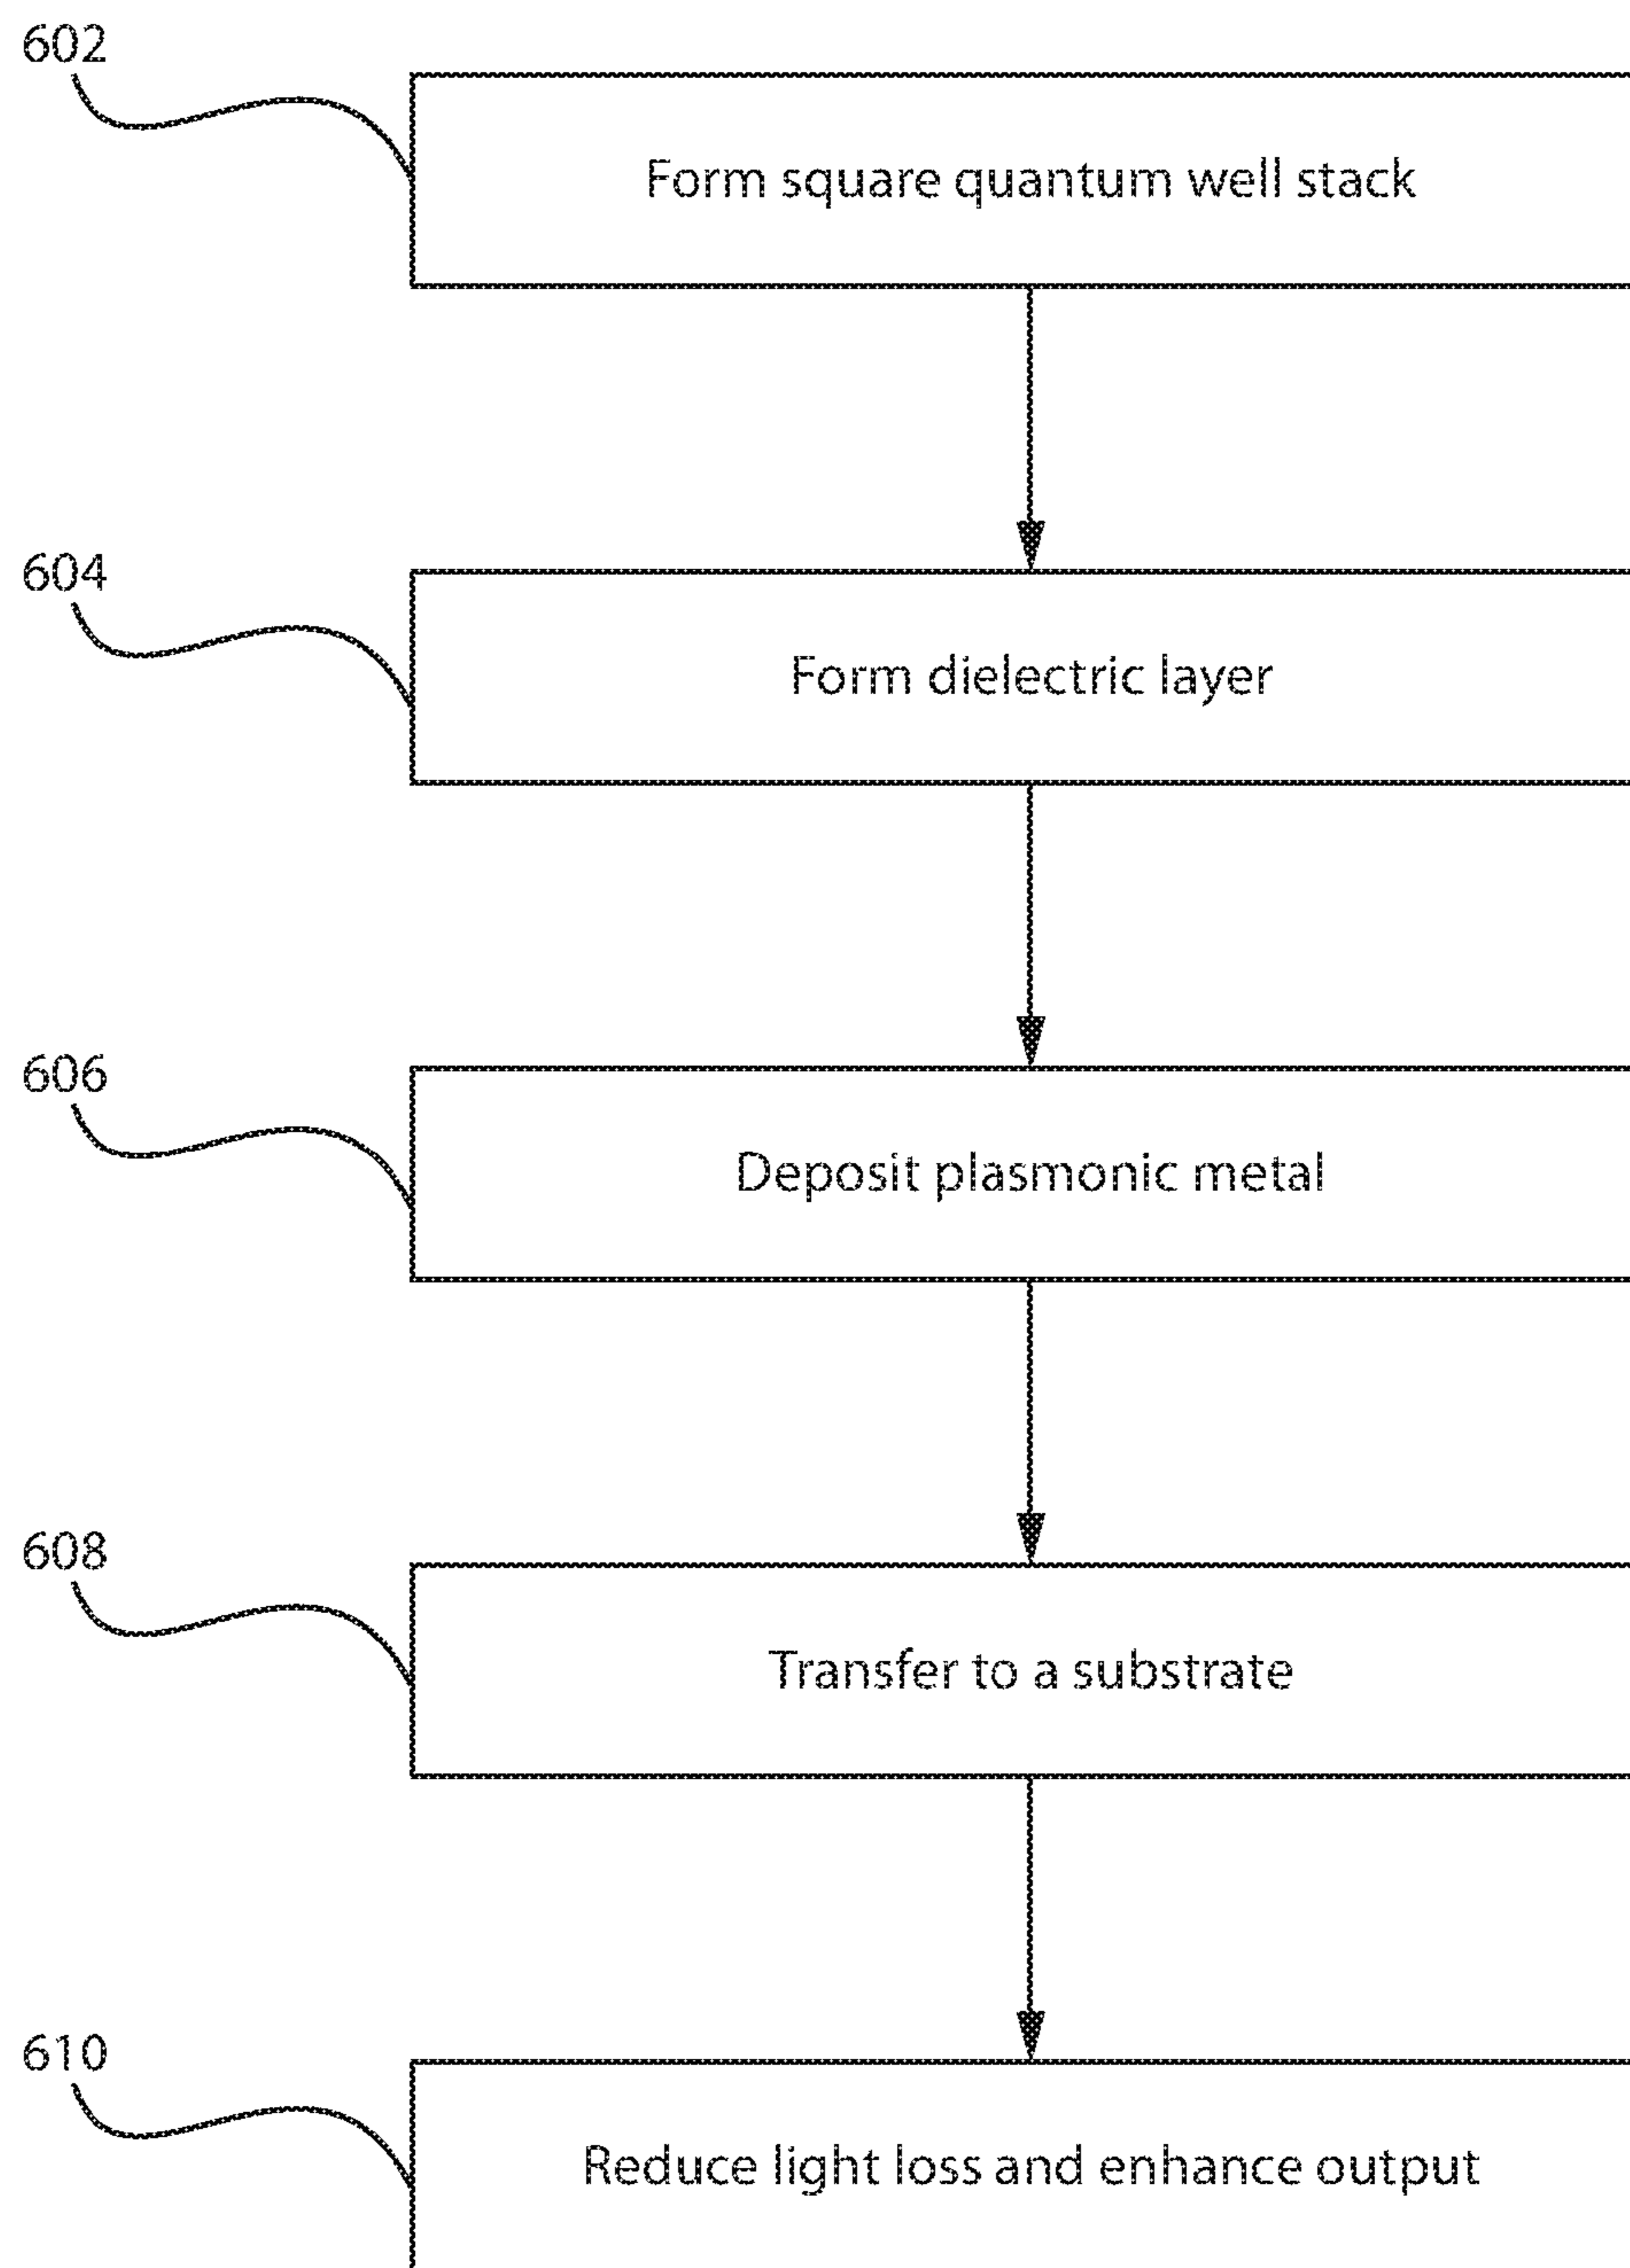 602
Form square quantum well stack
604
Form dielectric layer
606
Deposit plasmonic metal
608
Transfer to a substrate
610
Reduce light loss and enhance output